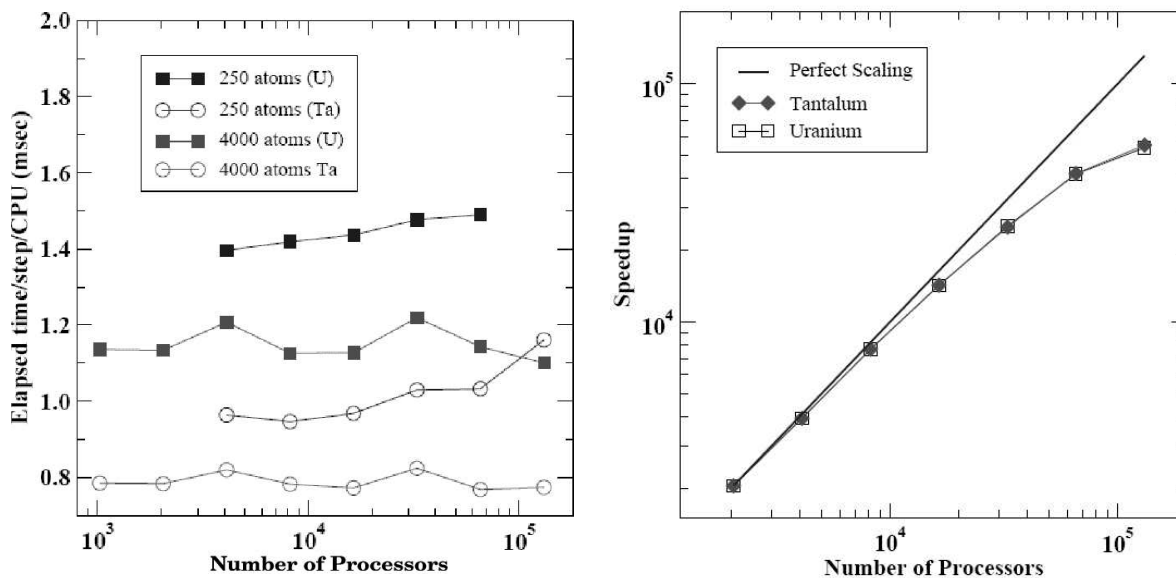 2.0
1.8
1.6
1.4
1.2
1.0
0.8
Elapsed time/step/CPU (msec)
250 atoms (U)
250 atoms (Ta)
4000 atoms (U)
4000 atoms Ta
10³
10⁴
10⁵
Number of Processors
10⁵
10⁴
Speedup
Perfect Scaling
Tantalum
Uranium
10⁴
10⁵
Number of Processors